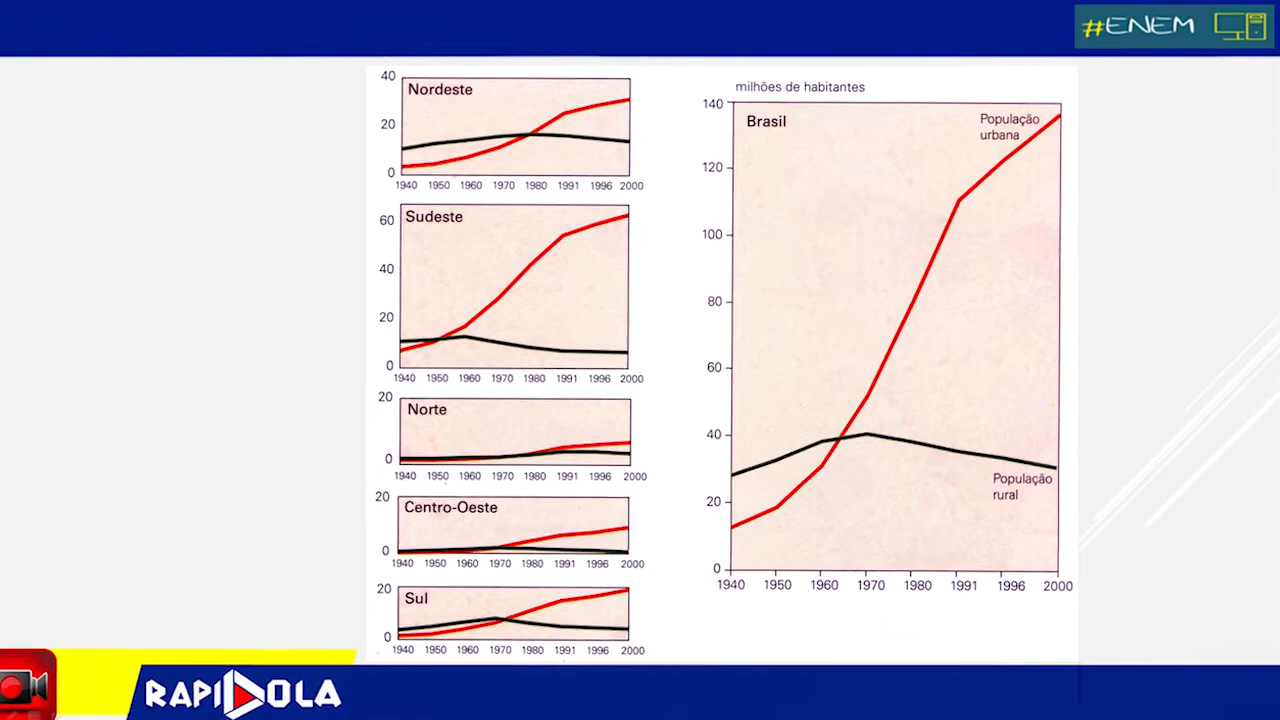 #ENEM
40
Nordeste
20
0
1940 1950 1960 1970 1980 1991 1996 2000
60
Sudeste
40
20
0
1940 1950 1960 1970 1980 1991 1996 2000
20
Norte
0
1940 1950 1960 1970 1980 1991 1996 2000
20
Centro-Oeste
0
1940 1950 1960 1970 1980 1991 1996 2000
20
Sul
0
1940 1950 1960 1970 1980 1991 1996 2000
milhões de habitantes
140
Brasil
População
urbana
120
100
80
60
40
População
rural
20
0
1940 1950 1960 1970 1980 1991 1996 2000
RAPIDOLA